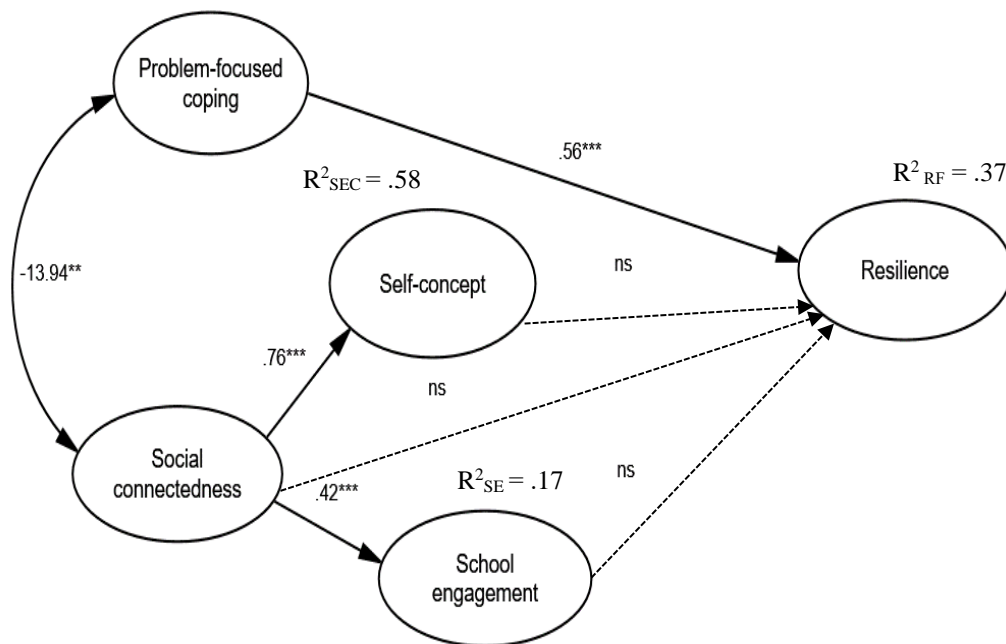 Problem-focused
coping
.56***
R²SEC = .58
R² RF = .37
-13.94**
Self-concept
ns
Resilience
.76***
ns
Social
connectedness
.42***
R²SE = .17
ns
School
engagement